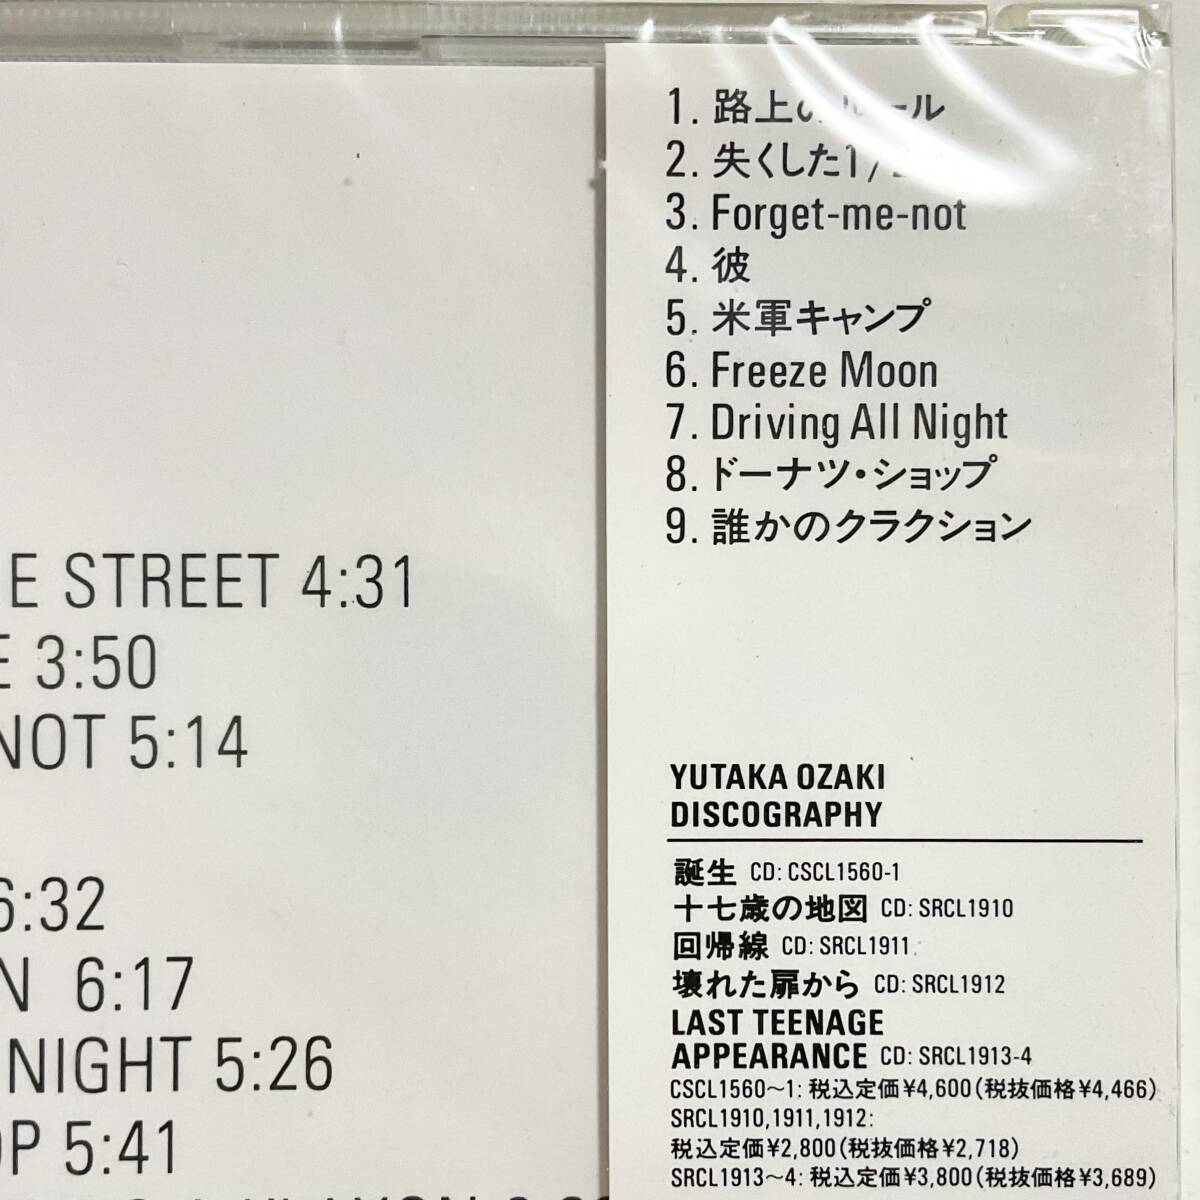 1. 路上のルール
2. 失くした1/2
3. Forget-me-not
4. 彼
5. 米軍キャンプ
6. Freeze Moon
7. Driving All Night
8. ドーナツ・ショップ
9. 誰かのクラクション
E STREET 4:31
E 3:50
NOT 5:14
6:32
N 6:17
NIGHT 5:26
OP 5:41
YUTAKA OZAKI
DISCOGRAPHY
誕生 CD: CSCL1560-1
十七歳の地図 CD: SRCL1910
回帰線 CD: SRCL1911
壊れた扉から CD: SRCL1912
LAST TEENAGE
APPEARANCE CD: SRCL1913-4
CSCL1560〜1: 税込定価¥4,600(税抜価格¥4,466)
SRCL1910,1911,1912:
税込定価¥2,800(税抜価格¥2,718)
SRCL1913〜4: 税込定価¥3,800(税抜価格¥3,689)